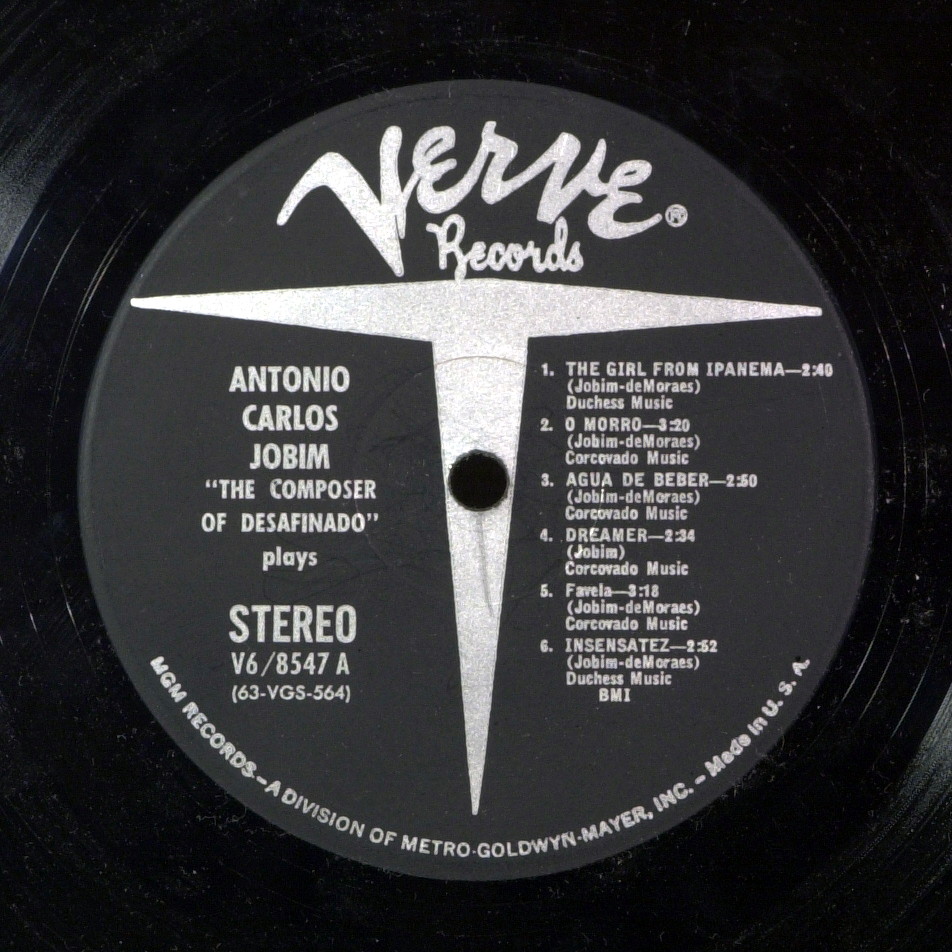 Verve ®
Records
ANTONIO
CARLOS
JOBIM
"THE COMPOSER
OF DESAFINADO"
plays
STEREO
V6/8547 A
(63-VGS-564)
1. THE GIRL FROM IPANEMA—2:40
(Jobim-deMoraes)
Duchess Music
2. O MORRO—3:20
(Jobim-deMoraes)
Corcovado Music
3. AGUA DE BEBER—2:50
(Jobim-deMoraes)
Corcovado Music
4. DREAMER—2:34
(Jobim)
Corcovado Music
5. Favela—3:18
(Jobim-deMoraes)
Corcovado Music
6. INSENSATEZ—2:52
(Jobim-deMoraes)
Duchess Music
BMI
MGM RECORDS – A DIVISION OF METRO-GOLDWYN-MAYER, INC. – Made in U. S. A.